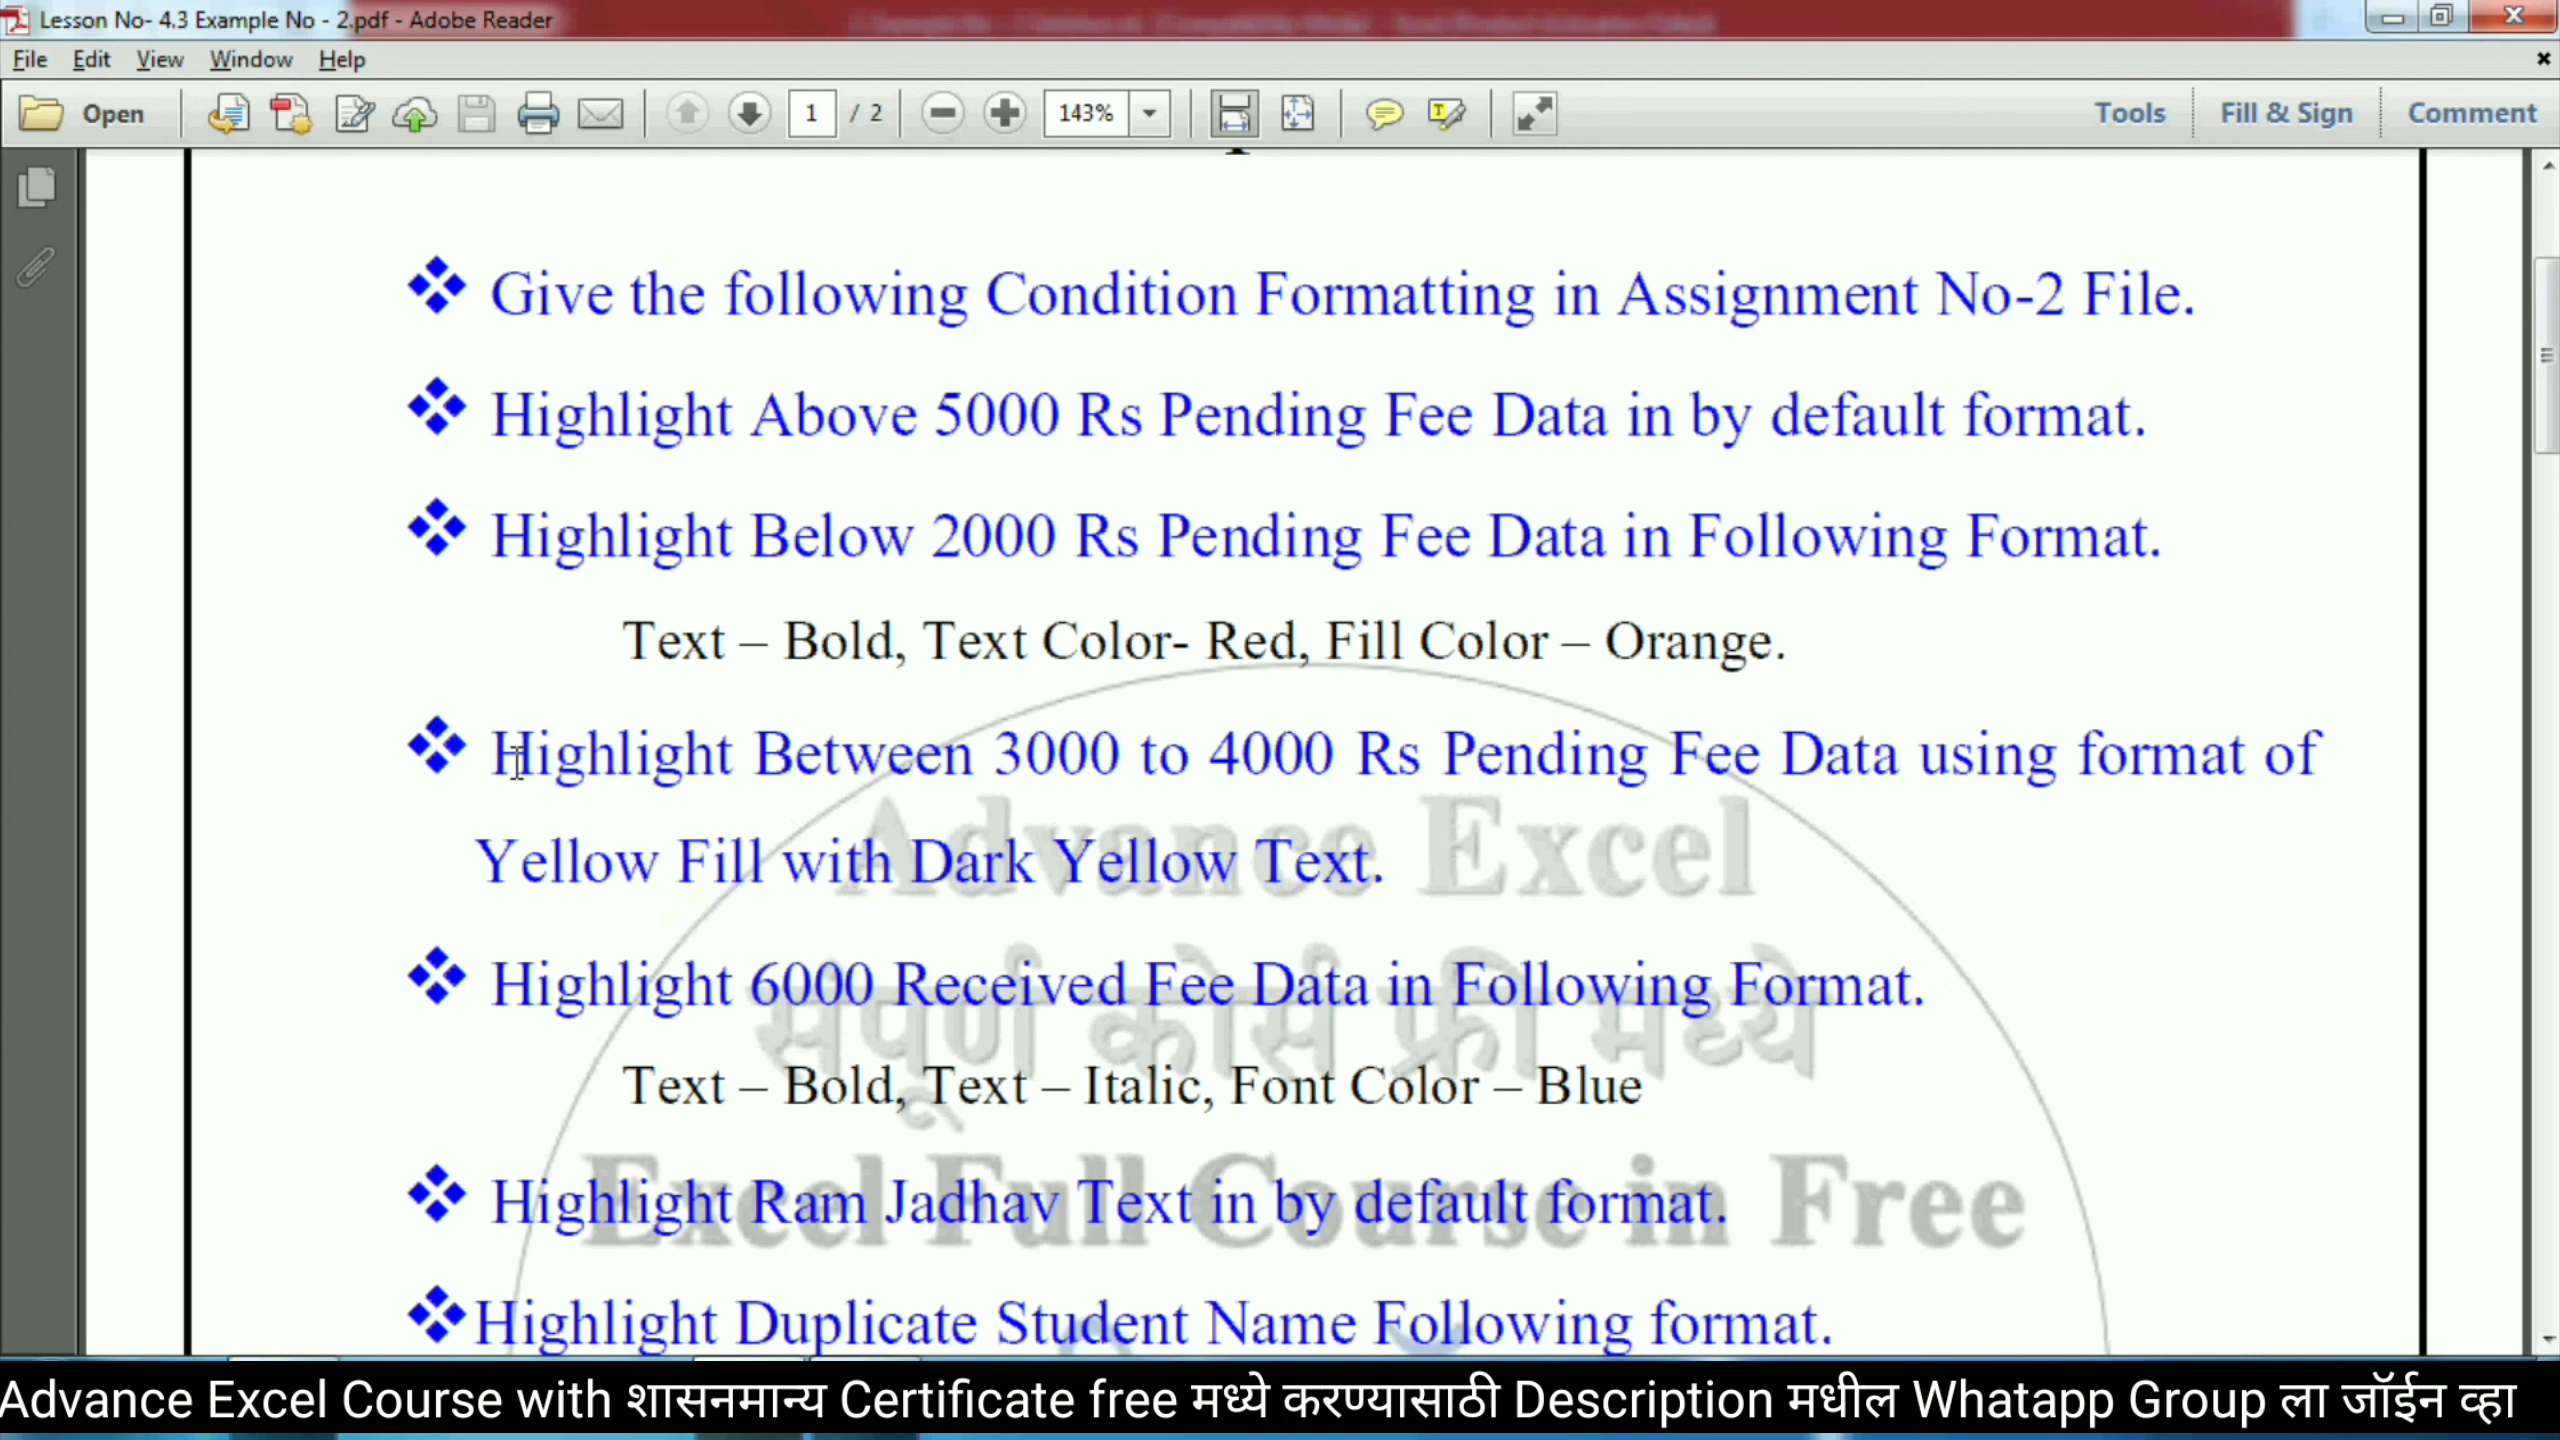 Lesson No- 4.3 Example No - 2.pdf - Adobe Reader
File Edit View Window Help
Open 1 / 2 143% Tools Fill & Sign Comment
Give the following Condition Formatting in Assignment No-2 File.
Highlight Above 5000 Rs Pending Fee Data in by default format.
Highlight Below 2000 Rs Pending Fee Data in Following Format.
Text – Bold, Text Color- Red, Fill Color – Orange.
Highlight Between 3000 to 4000 Rs Pending Fee Data using format of
Yellow Fill with Dark Yellow Text.
Advance Excel
Highlight 6000 Received Fee Data in Following Format.
संपूर्ण कोर्स फ्री मध्ये
Text – Bold, Text – Italic, Font Color – Blue
Highlight Ram Jadhav Text in by default format.
Excel Full Course in Free
Highlight Duplicate Student Name Following format.
Advance Excel Course with शासनमान्य Certificate free मध्ये करण्यासाठी Description मधील Whatapp Group ला जॉईन व्हा